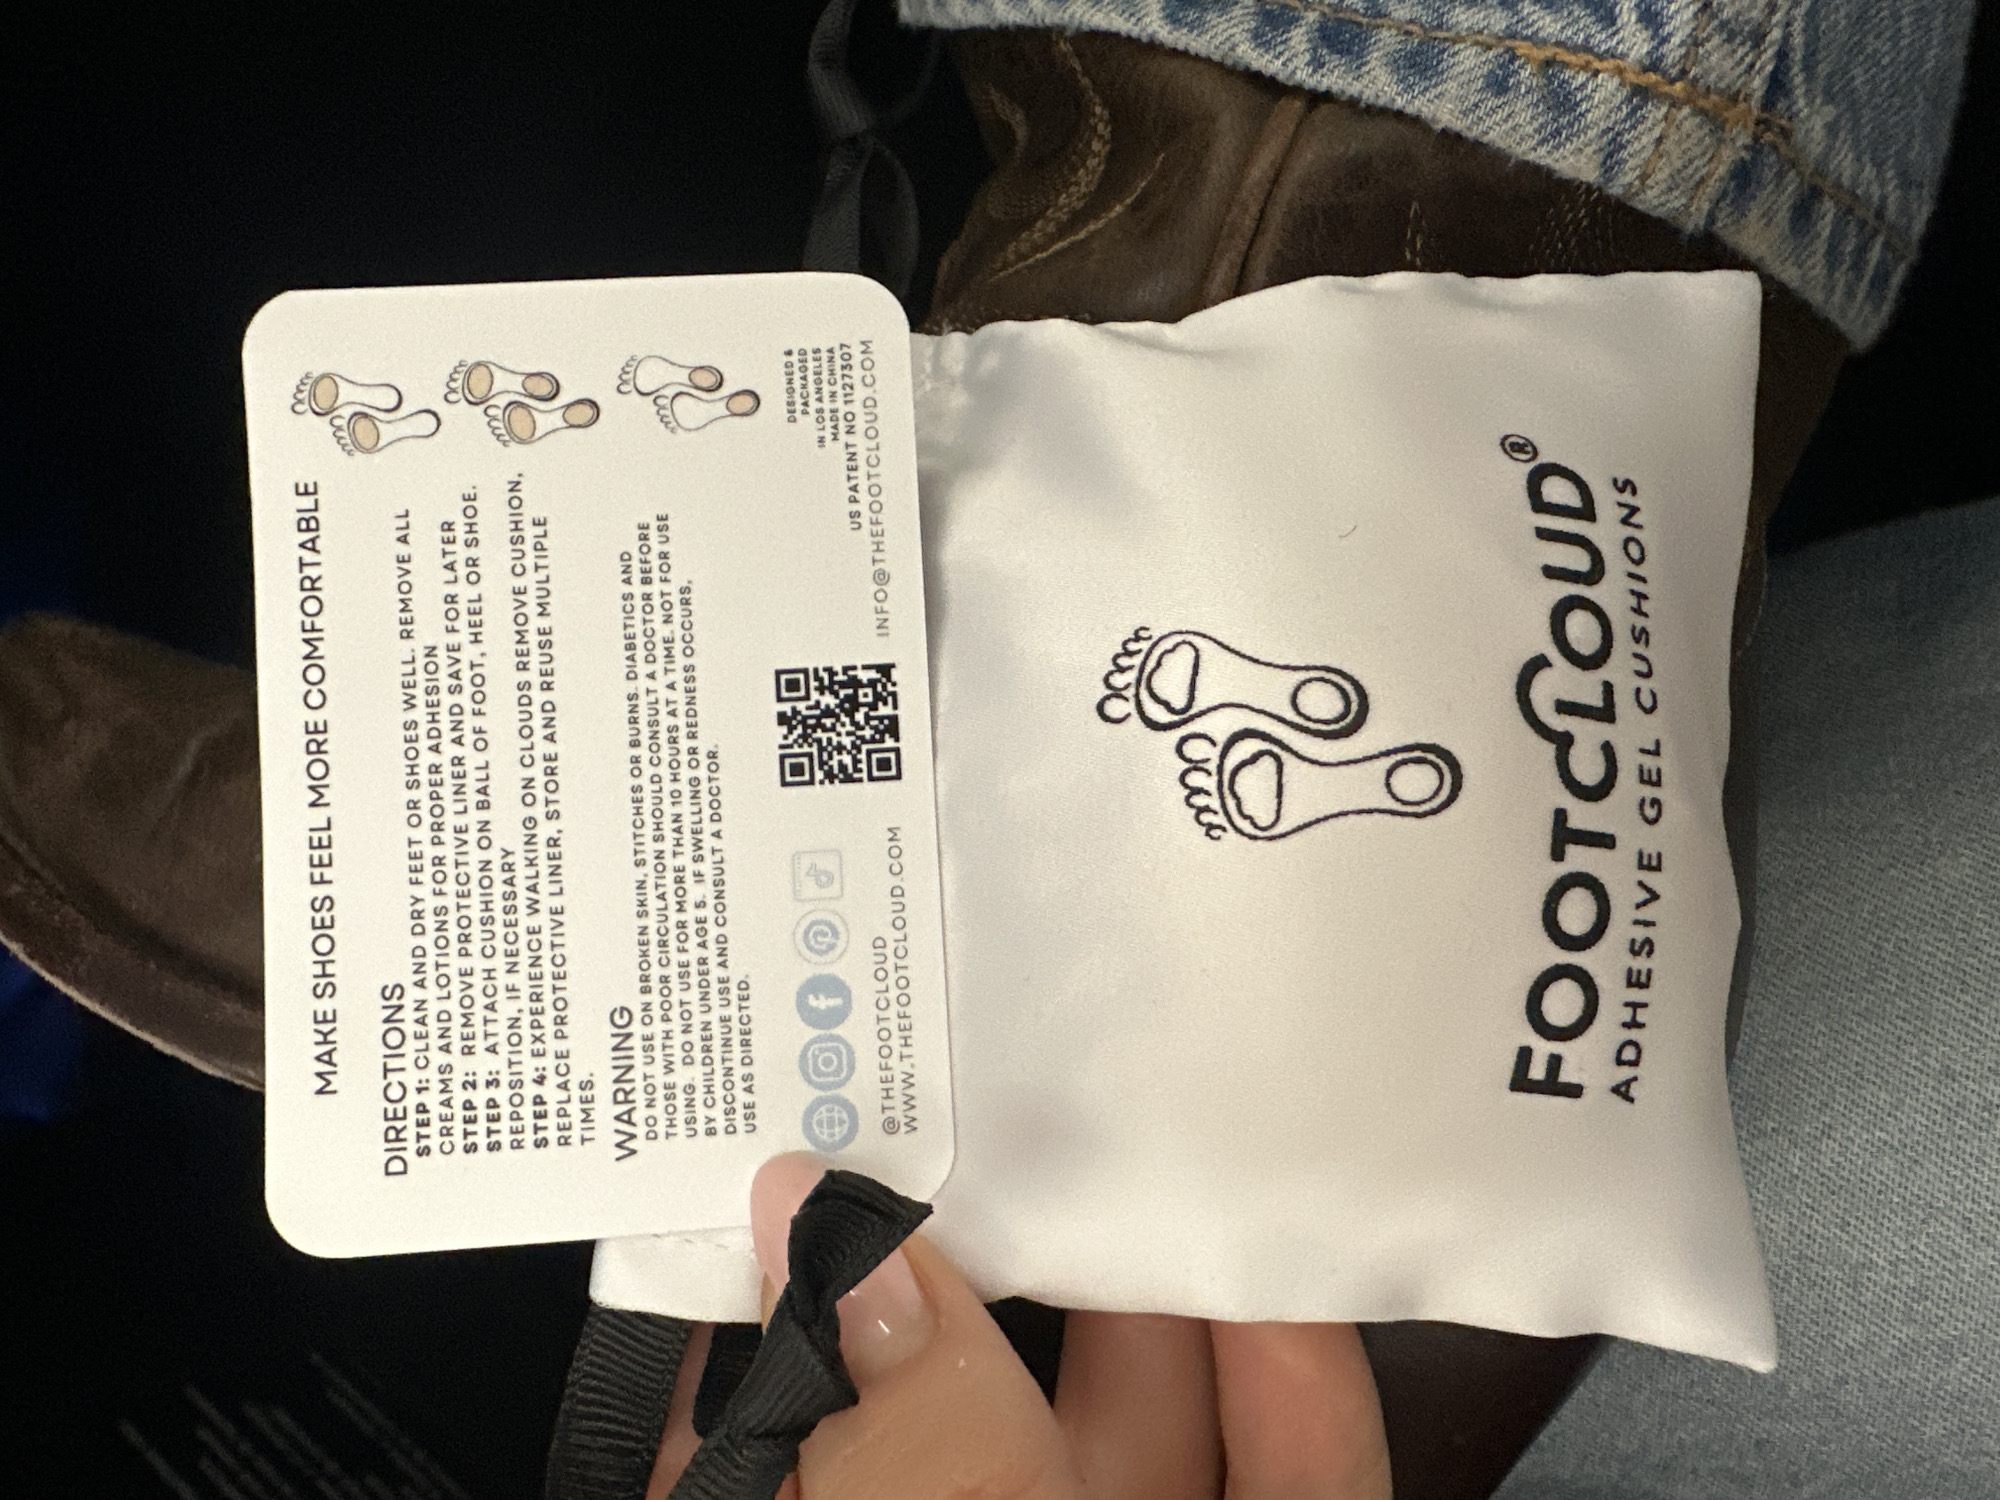 MAKE SHOES FEEL MORE COMFORTABLE
DIRECTIONS
STEP 1: CLEAN AND DRY FEET OR SHOES WELL. REMOVE ALL
CREAMS AND LOTIONS FOR PROPER ADHESION
STEP 2: REMOVE PROTECTIVE LINER AND SAVE FOR LATER
STEP 3: ATTACH CUSHION ON BALL OF FOOT, HEEL OR SHOE.
REPOSITION, IF NECESSARY
STEP 4: EXPERIENCE WALKING ON CLOUDS REMOVE CUSHION,
REPLACE PROTECTIVE LINER, STORE AND REUSE MULTIPLE
TIMES.
WARNING
DO NOT USE ON BROKEN SKIN, STITCHES OR BURNS. DIABETICS AND
THOSE WITH POOR CIRCULATION SHOULD CONSULT A DOCTOR BEFORE
USING. DO NOT USE FOR MORE THAN 10 HOURS AT A TIME. NOT FOR USE
BY CHILDREN UNDER AGE 5. IF SWELLING OR REDNESS OCCURS,
DISCONTINUE USE AND CONSULT A DOCTOR.
USE AS DIRECTED.
@THEFOOTCLOUD
WWW.THEFOOTCLOUD.COM
DESIGNED &
PACKAGED
IN LOS ANGELES
MADE IN CHINA
US PATENT NO 1127307
INFO@THEFOOTCLOUD.COM
FOOTCLOUD®
ADHESIVE GEL CUSHIONS